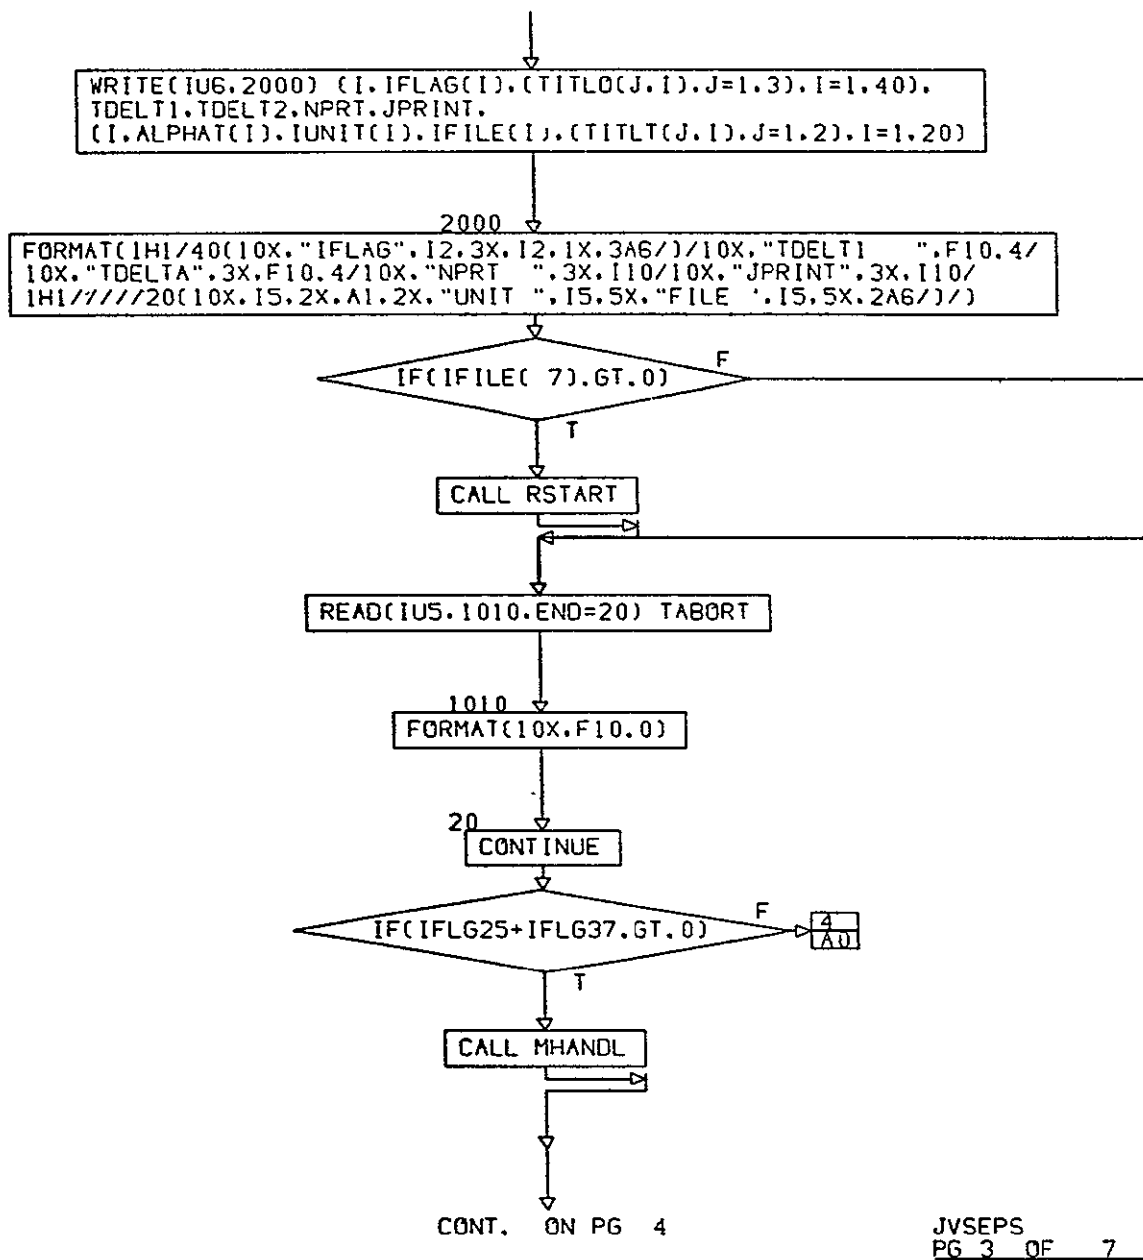 WRITE(IU6.2000) (I.IFLAG(I).(TITLO(J.I).J=1.3).I=1.40).
TDELT1.TDELT2.NPRT.JPRINT.
(I.ALPHAT(I).IUNIT(I).IFILE(I).(TITLT(J.I).J=1.2).I=1.20)
2000
FORMAT(1H1/40(10X."IFLAG".I2.3X.I2.1X.3A6/)/10X."TDELT1   ".F10.4/
10X."TDELTA".3X.F10.4/10X."NPRT  ".3X.I10/10X."JPRINT".3X.I10/
1H1/////20(10X.I5.2X.A1.2X."UNIT ".I5.5X."FILE '.I5.5X.2A6/)/)
IF(IFILE( 7).GT.0)
F
T
CALL RSTART
READ(IU5.1010.END=20) TABORT
1010
FORMAT(10X.F10.0)
20
CONTINUE
IF(IFLG25+IFLG37.GT.0)
F
4
A0
T
CALL MHANDL
CONT.  ON PG  4
JVSEPS
PG 3 OF  7